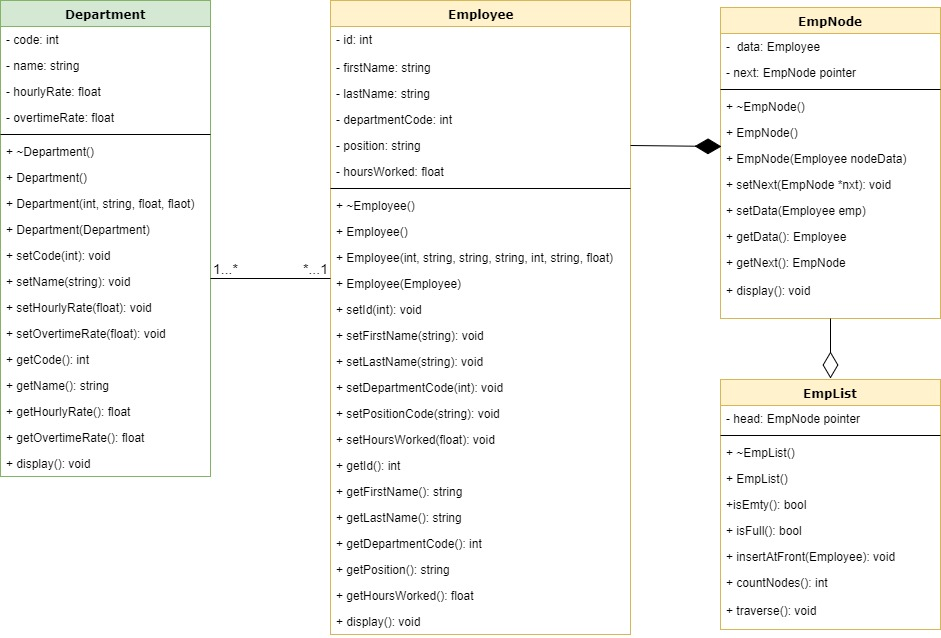 Department
- code: int
- name: string
- hourlyRate: float
- overtimeRate: float
+ ~Department()
+ Department()
+ Department(int, string, float, flaot)
+ Department(Department)
+ setCode(int): void
+ setName(string): void
+ setHourlyRate(float): void
+ setOvertimeRate(float): void
+ getCode(): int
+ getName(): string
+ getHourlyRate(): float
+ getOvertimeRate(): float
+ display(): void
1...*
*...1
Employee
- id: int
- firstName: string
- lastName: string
- departmentCode: int
- position: string
- hoursWorked: float
+ ~Employee()
+ Employee()
+ Employee(int, string, string, string, int, string, float)
+ Employee(Employee)
+ setId(int): void
+ setFirstName(string): void
+ setLastName(string): void
+ setDepartmentCode(int): void
+ setPositionCode(string): void
+ setHoursWorked(float): void
+ getId(): int
+ getFirstName(): string
+ getLastName(): string
+ getDepartmentCode(): int
+ getPosition(): string
+ getHoursWorked(): float
+ display(): void
EmpNode
- data: Employee
- next: EmpNode pointer
+ ~EmpNode()
+ EmpNode()
+ EmpNode(Employee nodeData)
+ setNext(EmpNode *nxt): void
+ setData(Employee emp)
+ getData(): Employee
+ getNext(): EmpNode
+ display(): void
EmpList
- head: EmpNode pointer
+ ~EmpList()
+ EmpList()
+isEmty(): bool
+ isFull(): bool
+ insertAtFront(Employee): void
+ countNodes(): int
+ traverse(): void